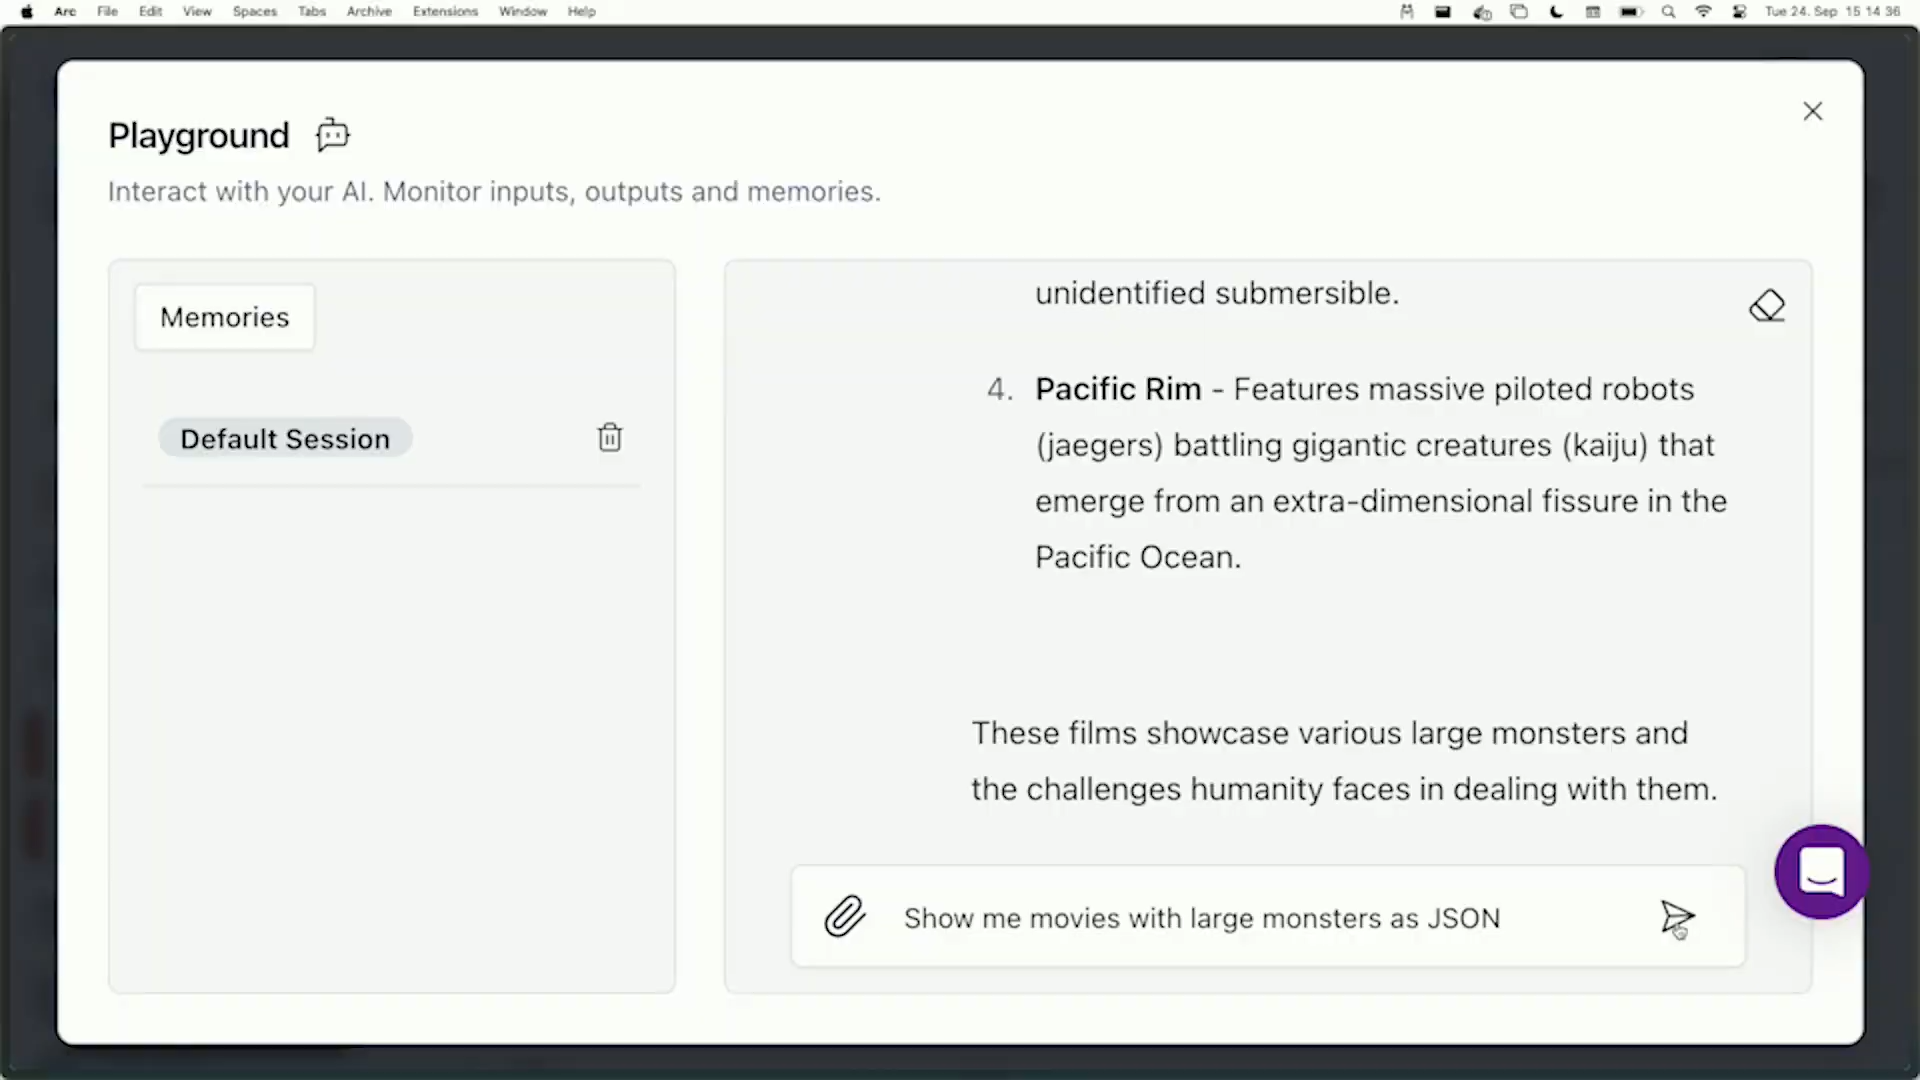 Arc File Edit View Spaces Tabs Archive Extensions Window Help Tue 24. Sep 15 14 36
Playground
Interact with your AI. Monitor inputs, outputs and memories.
Memories
Default Session
unidentified submersible.
4. Pacific Rim - Features massive piloted robots
(jaegers) battling gigantic creatures (kaiju) that
emerge from an extra-dimensional fissure in the
Pacific Ocean.
These films showcase various large monsters and
the challenges humanity faces in dealing with them.
Show me movies with large monsters as JSON